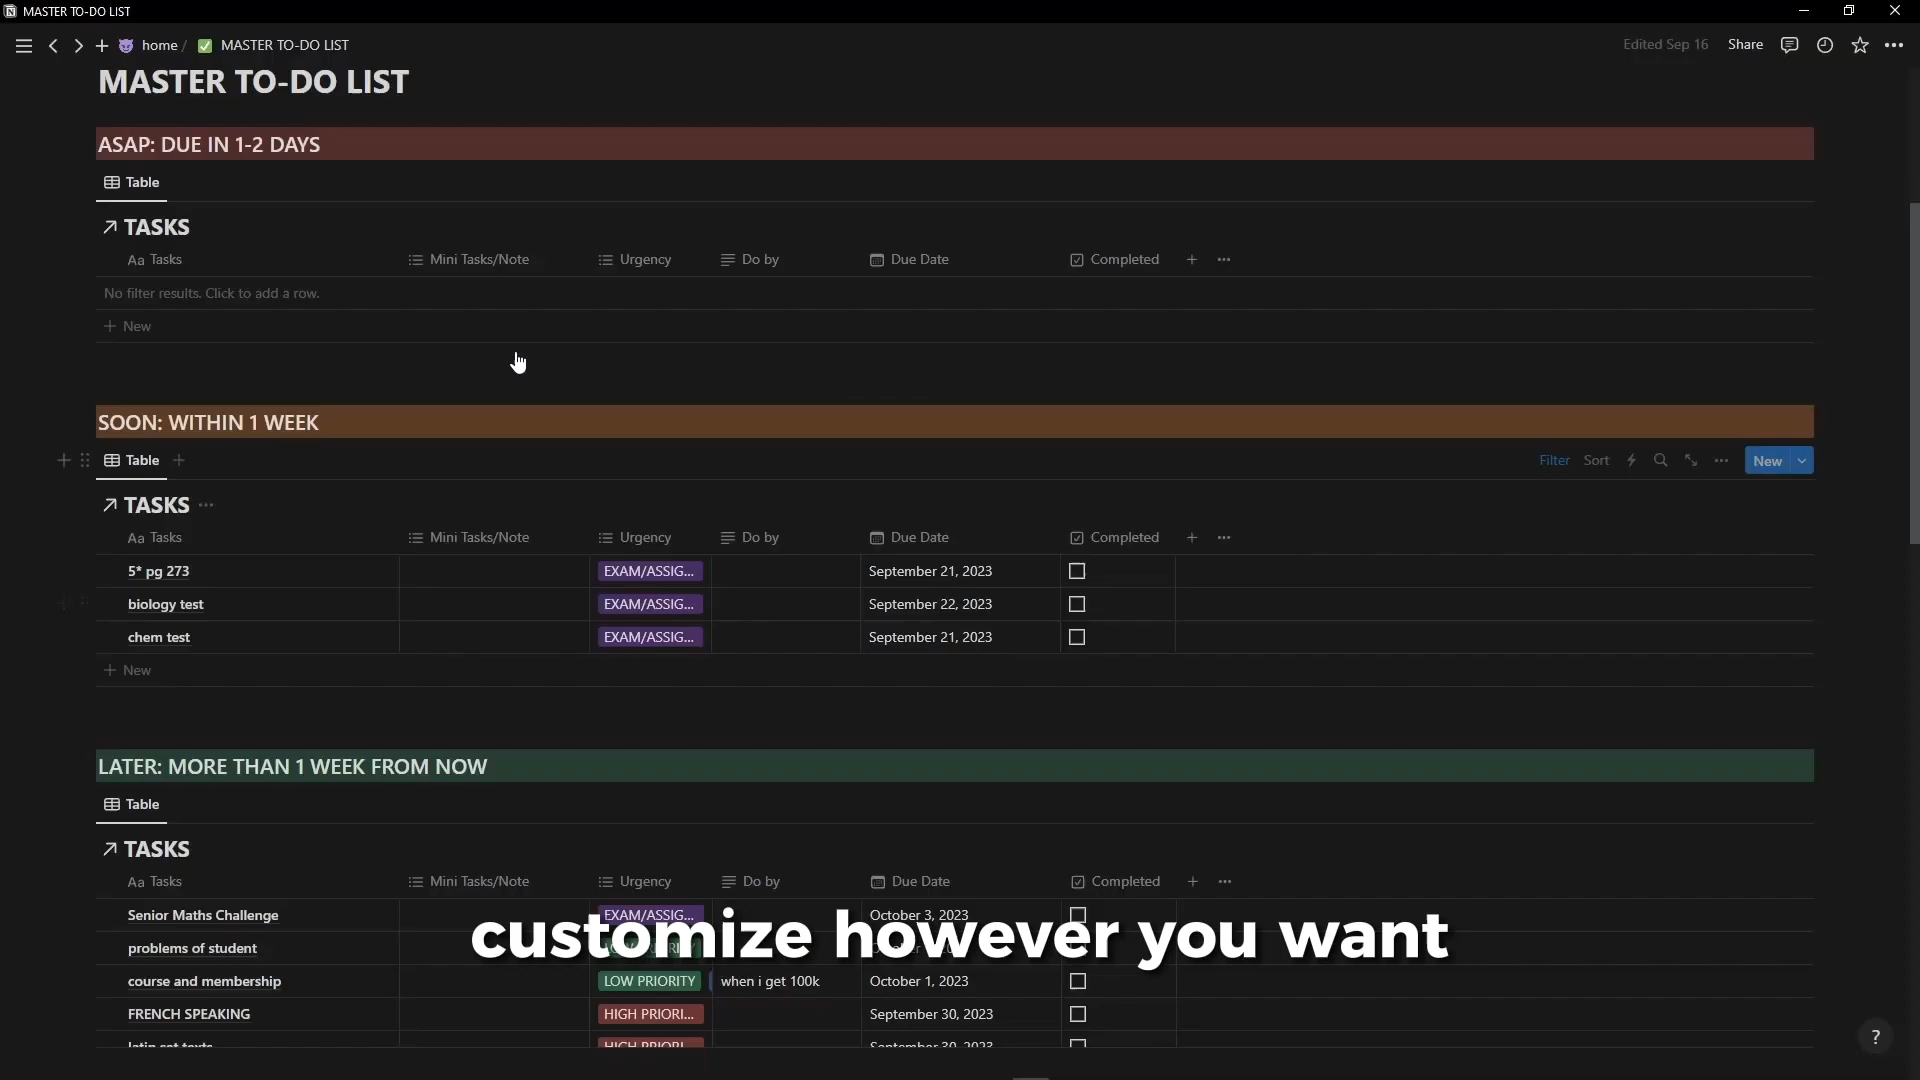 MASTER TO-DO LIST
home / MASTER TO-DO LIST
Edited Sep 16 Share
MASTER TO-DO LIST
ASAP: DUE IN 1-2 DAYS
Table
TASKS
Aa Tasks Mini Tasks/Note Urgency Do by Due Date Completed
No filter results. Click to add a row.
+ New
SOON: WITHIN 1 WEEK
Table Filter Sort New
TASKS
Aa Tasks Mini Tasks/Note Urgency Do by Due Date Completed
5* pg 273 EXAM/ASSIG... September 21, 2023
biology test EXAM/ASSIG... September 22, 2023
chem test EXAM/ASSIG... September 21, 2023
+ New
LATER: MORE THAN 1 WEEK FROM NOW
Table
TASKS
Aa Tasks Mini Tasks/Note Urgency Do by Due Date Completed
Senior Maths Challenge EXAM/ASSIG... October 3, 2023
customize however you want
problems of student
course and membership LOW PRIORITY when i get 100k October 1, 2023
FRENCH SPEAKING HIGH PRIORI... September 30, 2023
?